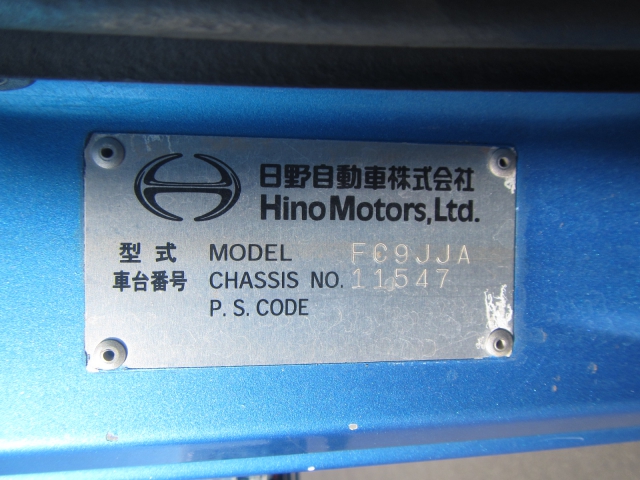 日野自動車株式会社
Hino Motors, Ltd.
型式 MODEL FC9JJA
車台番号 CHASSIS NO. 11547
P. S. CODE